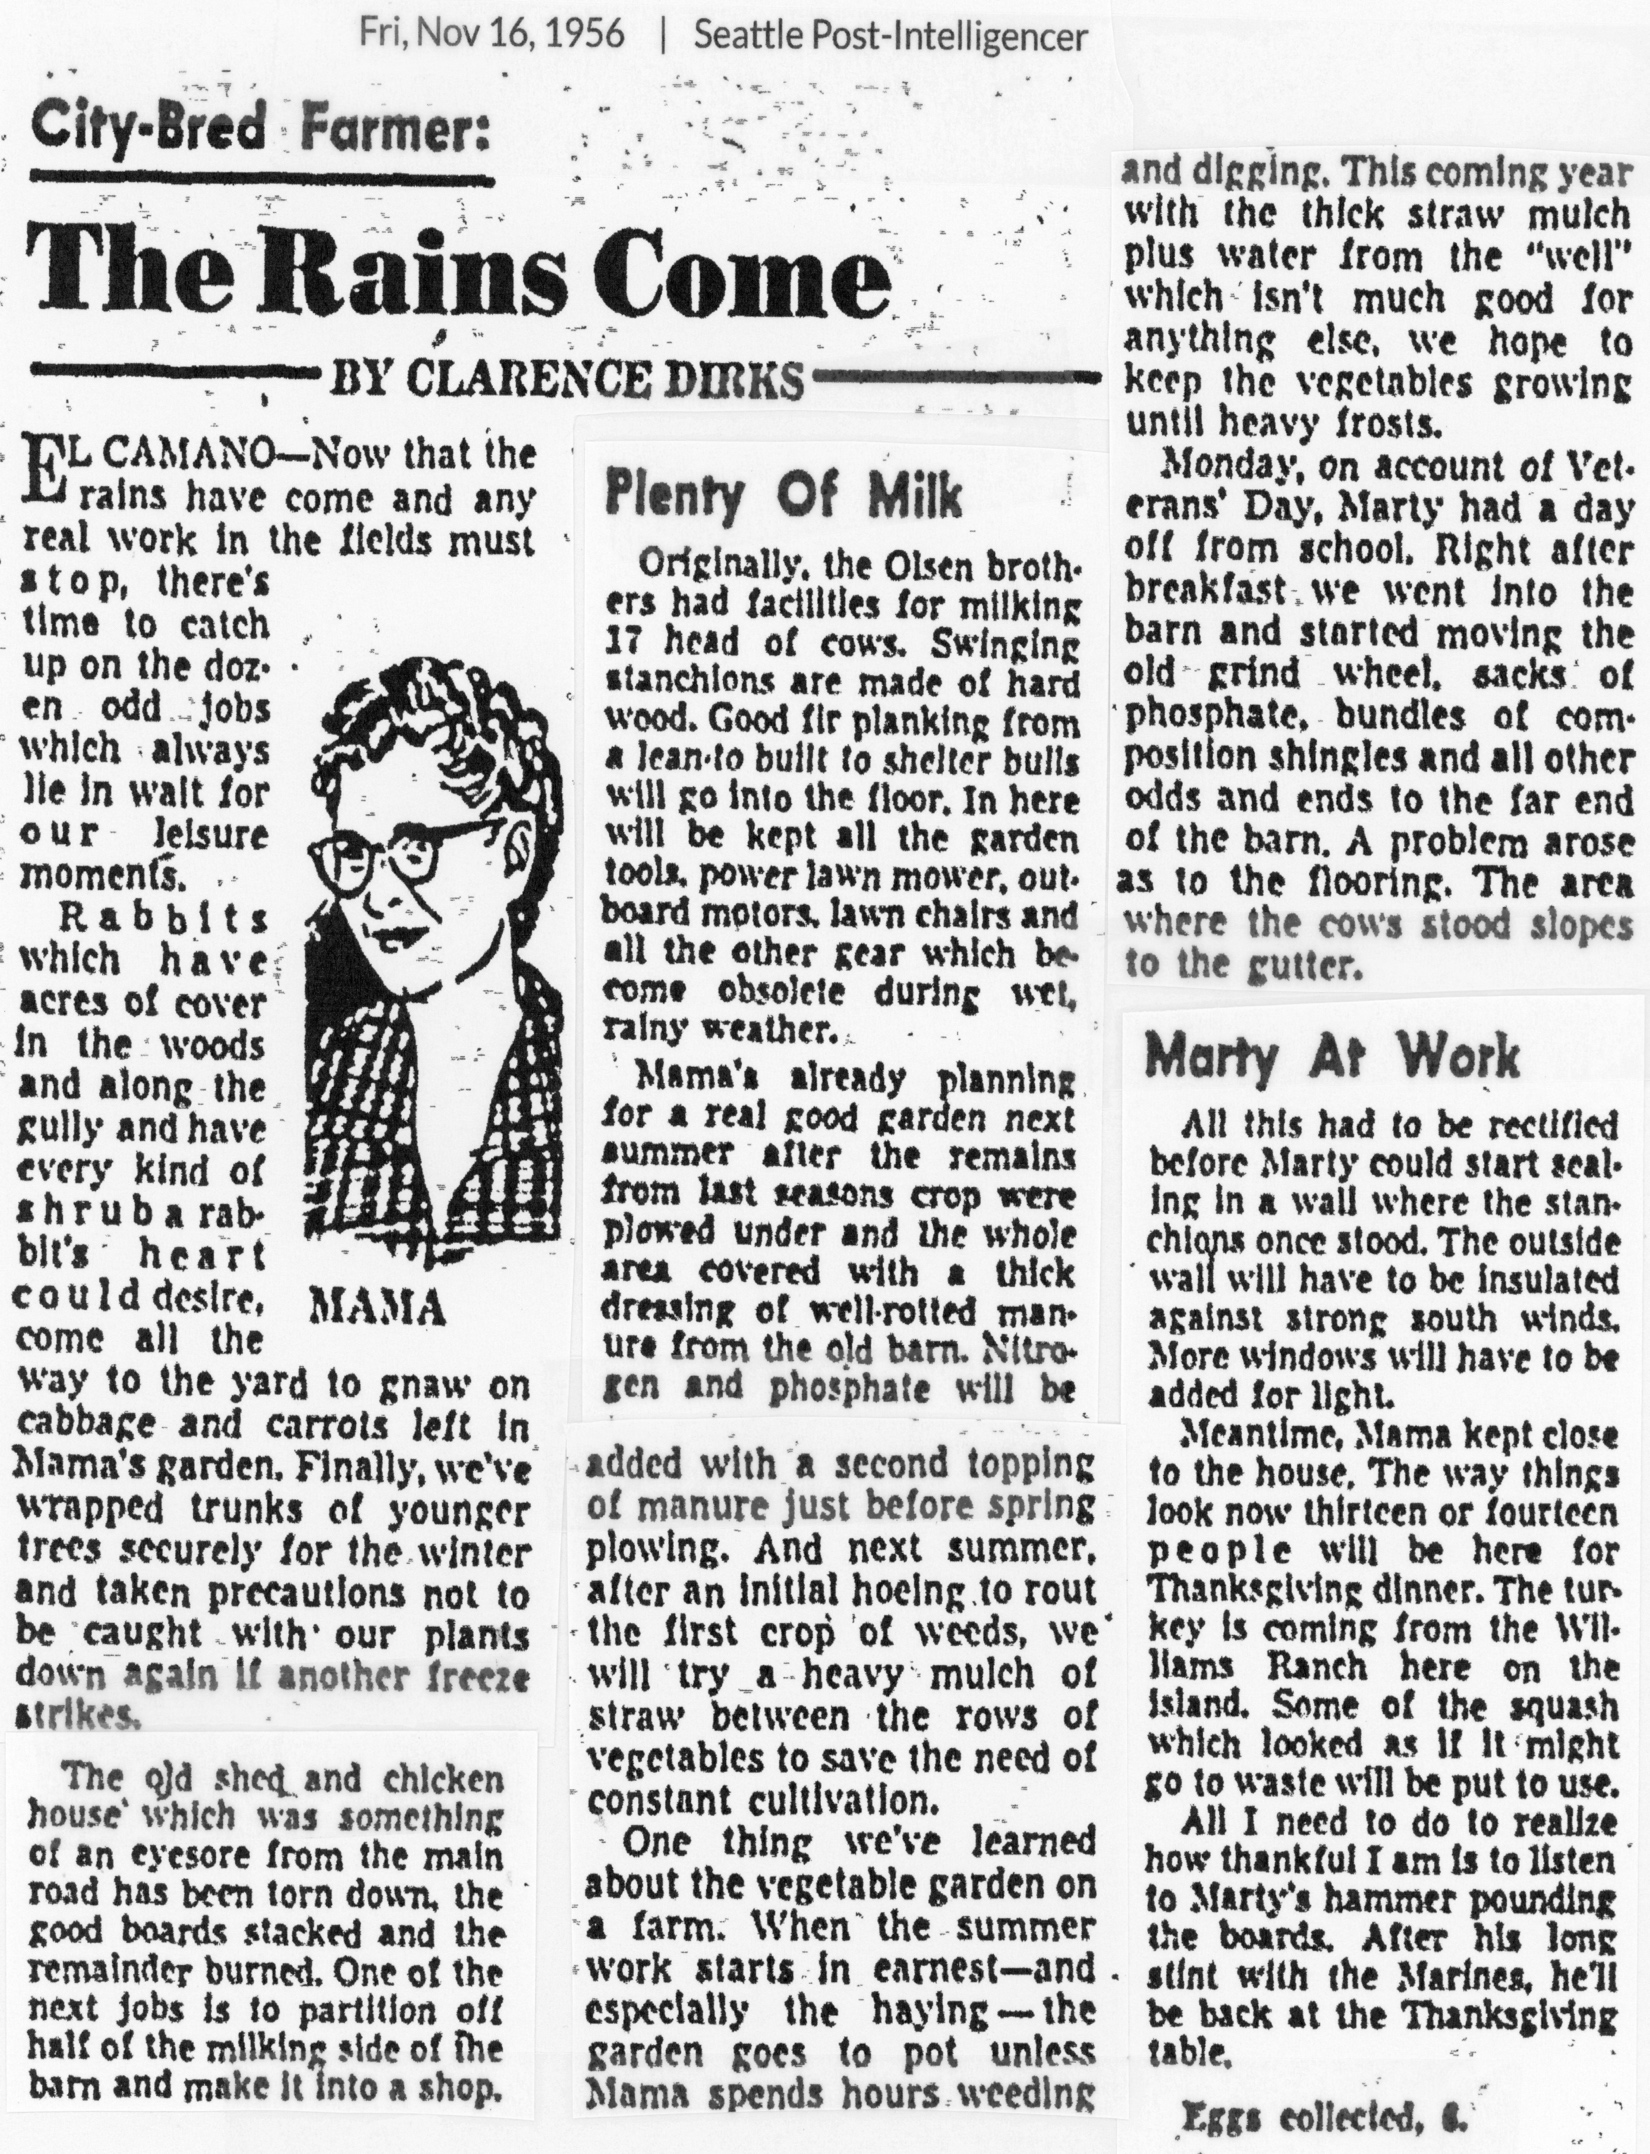 Fri, Nov 16, 1956 | Seattle Post-Intelligencer
City-Bred Farmer:
The Rains Come
BY CLARENCE DIRKS
EL CAMANO—Now that the
rains have come and any
real work in the fields must
stop, there's
time to catch
up on the doz-
en odd jobs
which always
lie in wait for
our leisure
moments.
Rabbits
which have
acres of cover
in the woods
and along the
gully and have
every kind of
shrub a rab-
bit's heart
could desire,
come all the
way to the yard to gnaw on
cabbage and carrots left in
Mama's garden. Finally, we've
wrapped trunks of younger
trees securely for the winter
and taken precautions not to
be caught with our plants
down again if another freeze
strikes.
MAMA
The old shed and chicken
house which was something
of an eyesore from the main
road has been torn down, the
good boards stacked and the
remainder burned. One of the
next jobs is to partition off
half of the milking side of the
barn and make it into a shop.
Plenty Of Milk
Originally, the Olsen broth-
ers had facilities for milking
17 head of cows. Swinging
stanchions are made of hard
wood. Good fir planking from
a lean-to built to shelter bulls
will go into the floor. In here
will be kept all the garden
tools, power lawn mower, out-
board motors, lawn chairs and
all the other gear which be-
come obsolete during wet,
rainy weather.
Mama's already planning
for a real good garden next
summer after the remains
from last seasons crop were
plowed under and the whole
area covered with a thick
dressing of well-rotted man-
ure from the old barn. Nitro-
gen and phosphate will be
added with a second topping
of manure just before spring
plowing. And next summer,
after an initial hoeing to rout
the first crop of weeds, we
will try a heavy mulch of
straw between the rows of
vegetables to save the need of
constant cultivation.
One thing we've learned
about the vegetable garden on
a farm. When the summer
work starts in earnest—and
especially the haying—the
garden goes to pot unless
Mama spends hours weeding
and digging. This coming year
with the thick straw mulch
plus water from the "well"
which isn't much good for
anything else, we hope to
keep the vegetables growing
until heavy frosts.
Monday, on account of Vet-
erans' Day, Marty had a day
off from school. Right after
breakfast we went into the
barn and started moving the
old grind wheel, sacks of
phosphate, bundles of com-
position shingles and all other
odds and ends to the far end
of the barn. A problem arose
as to the flooring. The area
where the cows stood slopes
to the gutter.
Marty At Work
All this had to be rectified
before Marty could start seal-
ing in a wall where the stan-
chions once stood. The outside
wall will have to be insulated
against strong south winds.
More windows will have to be
added for light.
Meantime, Mama kept close
to the house. The way things
look now thirteen or fourteen
people will be here for
Thanksgiving dinner. The tur-
key is coming from the Wil-
liams Ranch here on the
island. Some of the squash
which looked as if it might
go to waste will be put to use.
All I need to do to realize
how thankful I am is to listen
to Marty's hammer pounding
the boards. After his long
stint with the Marines, he'll
be back at the Thanksgiving
table.
Eggs collected, 6.